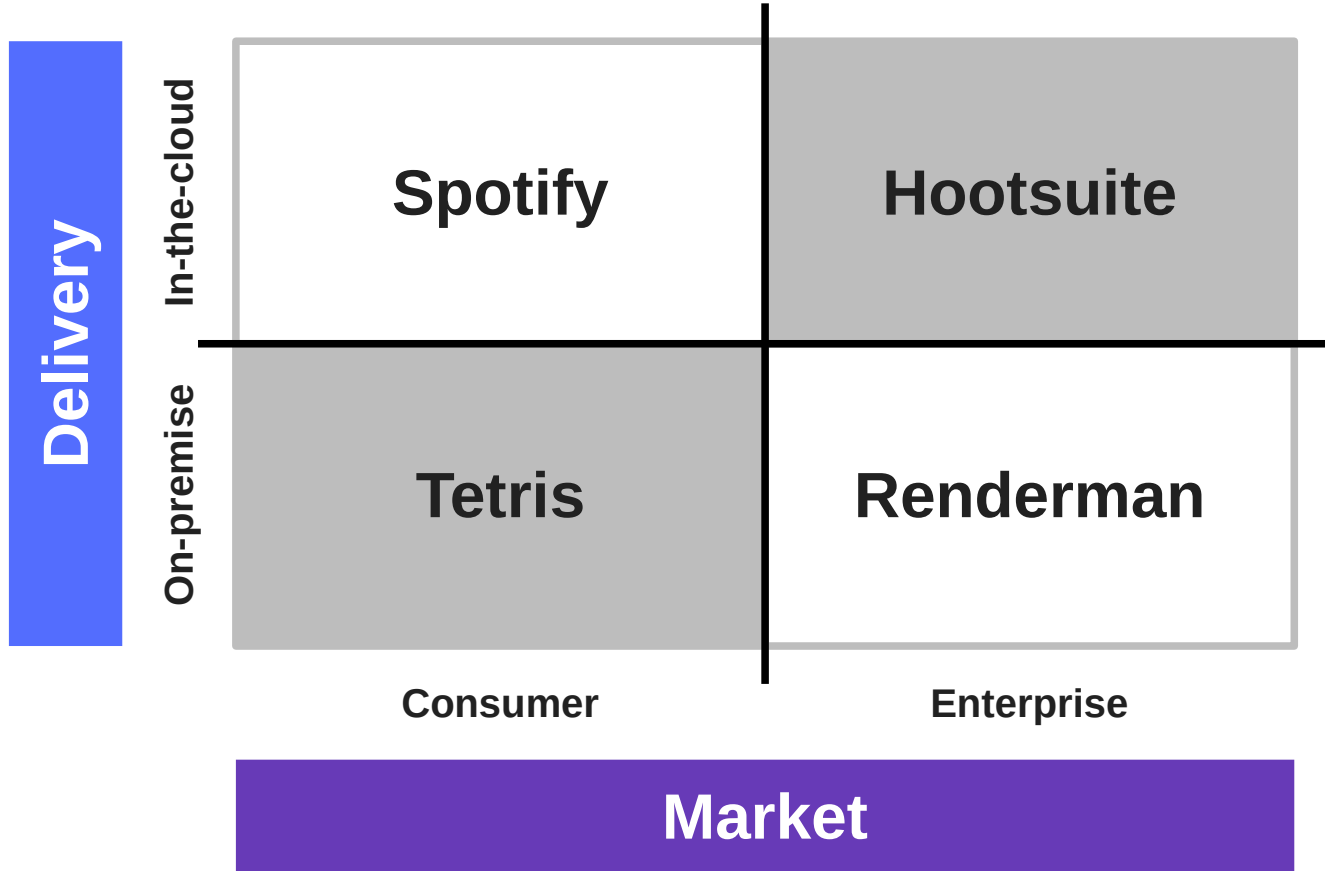 Delivery
In-the-cloud
On-premise
Spotify
Hootsuite
Tetris
Renderman
Consumer
Enterprise
Market